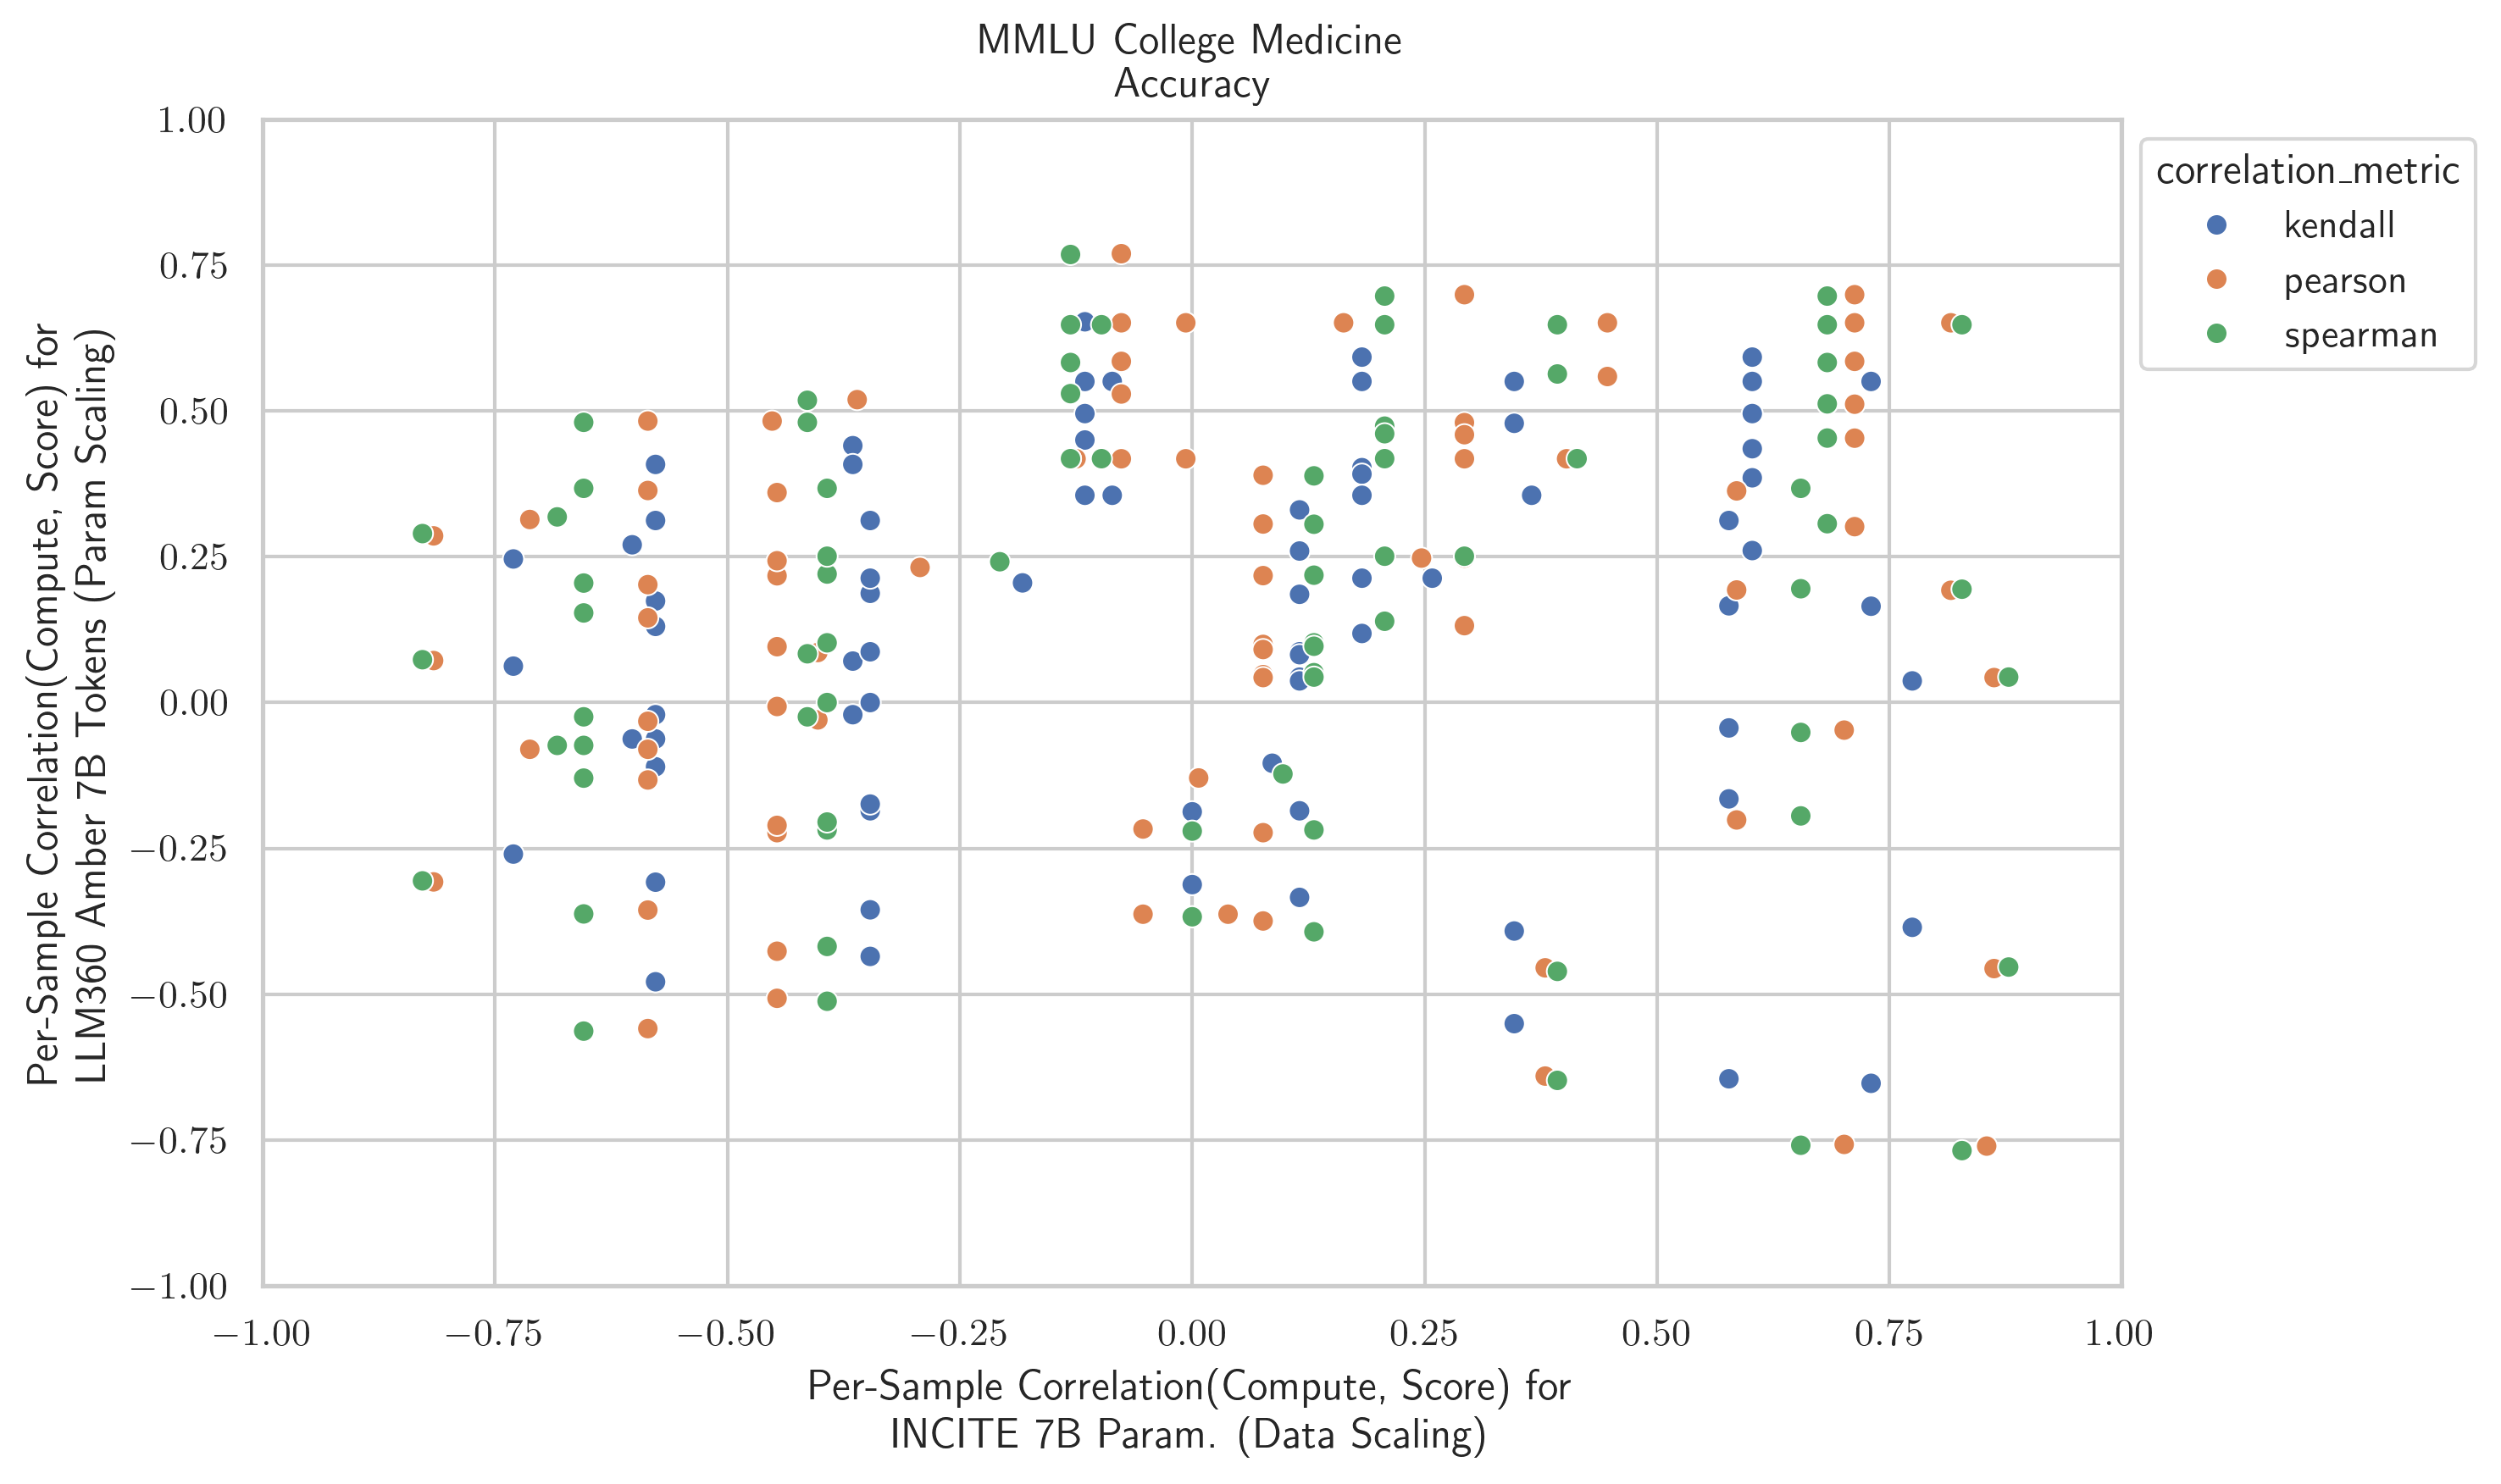 MMLU College Medicine
Accuracy
1.00
0.75
0.50
0.25
0.00
−0.25
−0.50
−0.75
−1.00
Per-Sample Correlation(Compute, Score) for
LLM360 Amber 7B Tokens (Param Scaling)
correlation_metric
kendall
pearson
spearman
−1.00 −0.75 −0.50 −0.25 0.00 0.25 0.50 0.75 1.00
Per-Sample Correlation(Compute, Score) for
INCITE 7B Param. (Data Scaling)